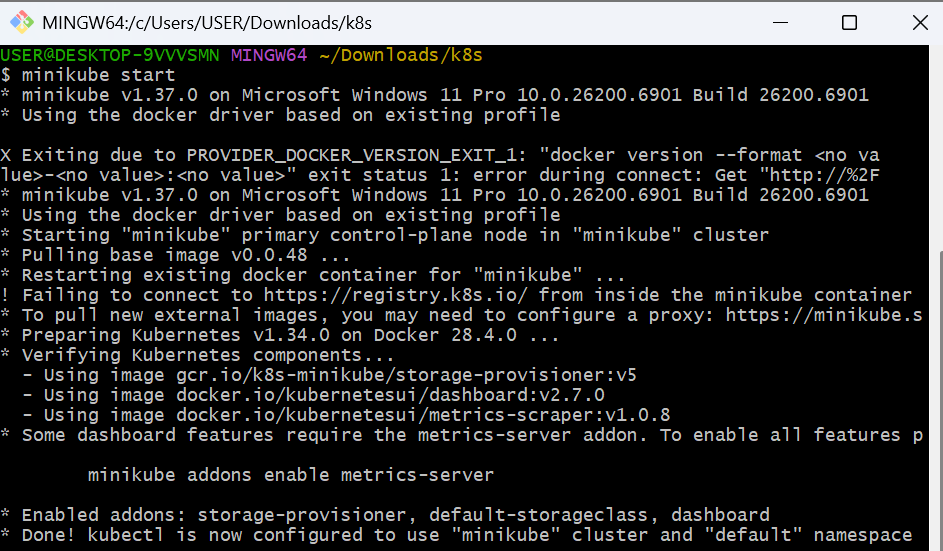 MINGW64:/c/Users/USER/Downloads/k8s
USER@DESKTOP-9VVVSMN MINGW64 ~/Downloads/k8s
$ minikube start
* minikube v1.37.0 on Microsoft Windows 11 Pro 10.0.26200.6901 Build 26200.6901
* Using the docker driver based on existing profile

X Exiting due to PROVIDER_DOCKER_VERSION_EXIT_1: "docker version --format <no va
lue>-<no value>:<no value>" exit status 1: error during connect: Get "http://%2F
* minikube v1.37.0 on Microsoft Windows 11 Pro 10.0.26200.6901 Build 26200.6901
* Using the docker driver based on existing profile
* Starting "minikube" primary control-plane node in "minikube" cluster
* Pulling base image v0.0.48 ...
* Restarting existing docker container for "minikube" ...
! Failing to connect to https://registry.k8s.io/ from inside the minikube container
* To pull new external images, you may need to configure a proxy: https://minikube.s
* Preparing Kubernetes v1.34.0 on Docker 28.4.0 ...
* Verifying Kubernetes components...
  - Using image gcr.io/k8s-minikube/storage-provisioner:v5
  - Using image docker.io/kubernetesui/dashboard:v2.7.0
  - Using image docker.io/kubernetesui/metrics-scraper:v1.0.8
* Some dashboard features require the metrics-server addon. To enable all features p

        minikube addons enable metrics-server

* Enabled addons: storage-provisioner, default-storageclass, dashboard
* Done! kubectl is now configured to use "minikube" cluster and "default" namespace